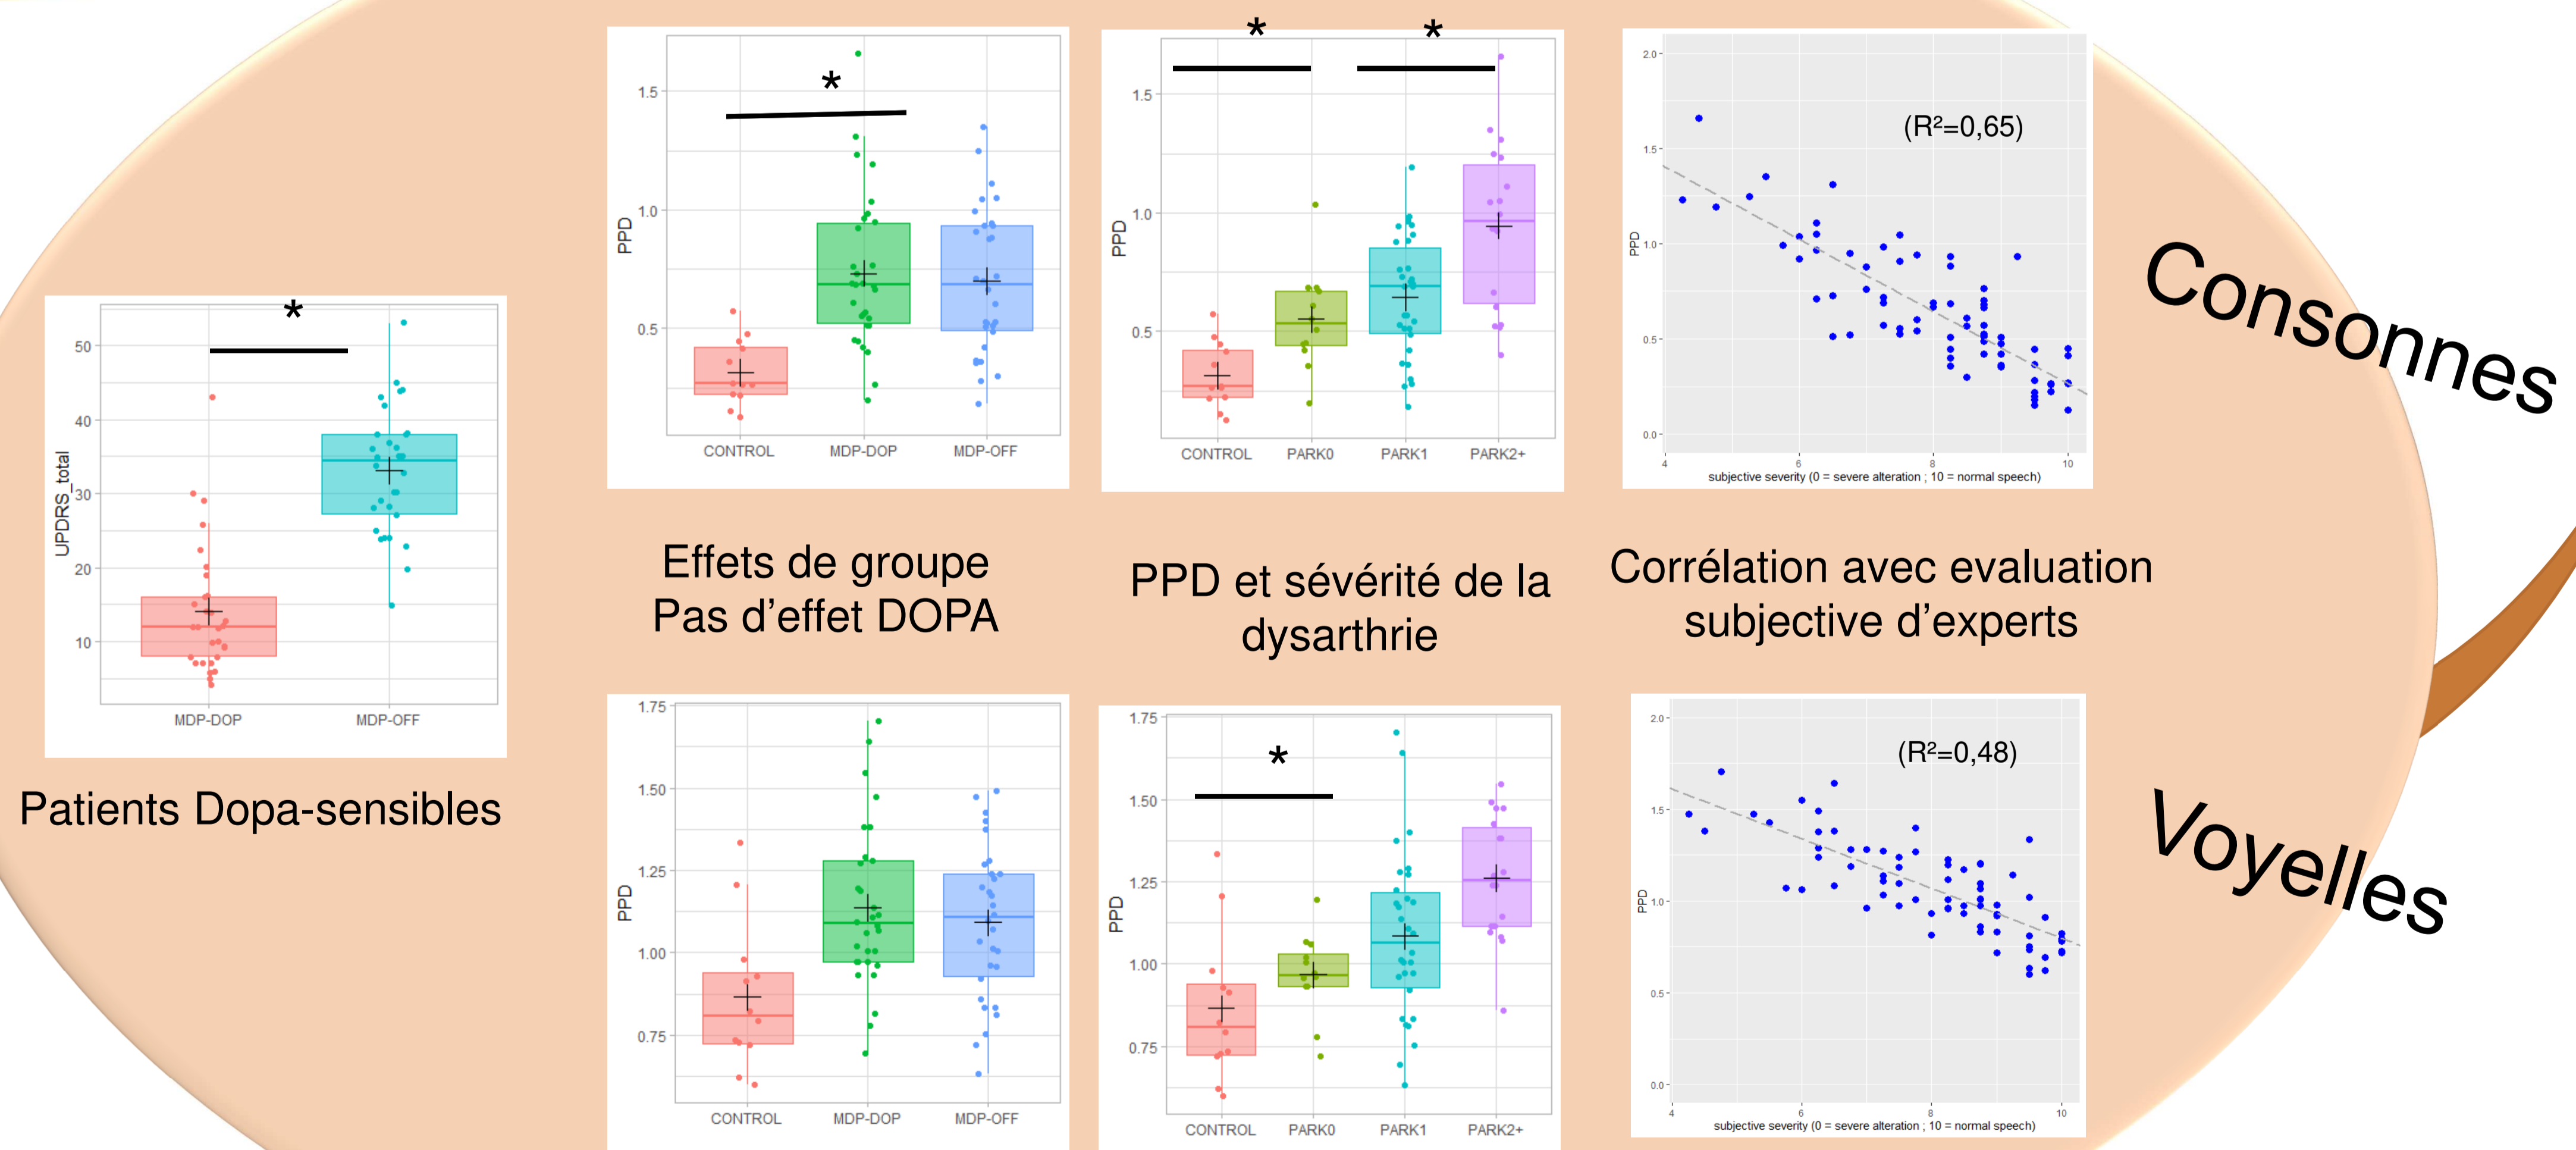 *
UPDRS_total
50
40
30
20
10
MDP-DOP
MDP-OFF
Patients Dopa-sensibles
*
PPD
1.5
1.0
0.5
CONTROL
MDP-DOP
MDP-OFF
*
*
PPD
1.5
1.0
0.5
CONTROL
PARK0
PARK1
PARK2+
(R²=0,65)
PPD
2.0
1.5
1.0
0.5
0.0
4
6
8
10
subjective severity (0 = severe alteration ; 10 = normal speech)
Consonnes
Effets de groupe
Pas d'effet DOPA
PPD et sévérité de la
dysarthrie
Corrélation avec evaluation
subjective d'experts
PPD
1.75
1.50
1.25
1.00
0.75
CONTROL
MDP-DOP
MDP-OFF
*
PPD
1.75
1.50
1.25
1.00
0.75
CONTROL
PARK0
PARK1
PARK2+
(R²=0,48)
PPD
2.0
1.5
1.0
0.5
0.0
4
6
8
10
subjective severity (0 = severe alteration ; 10 = normal speech)
Voyelles